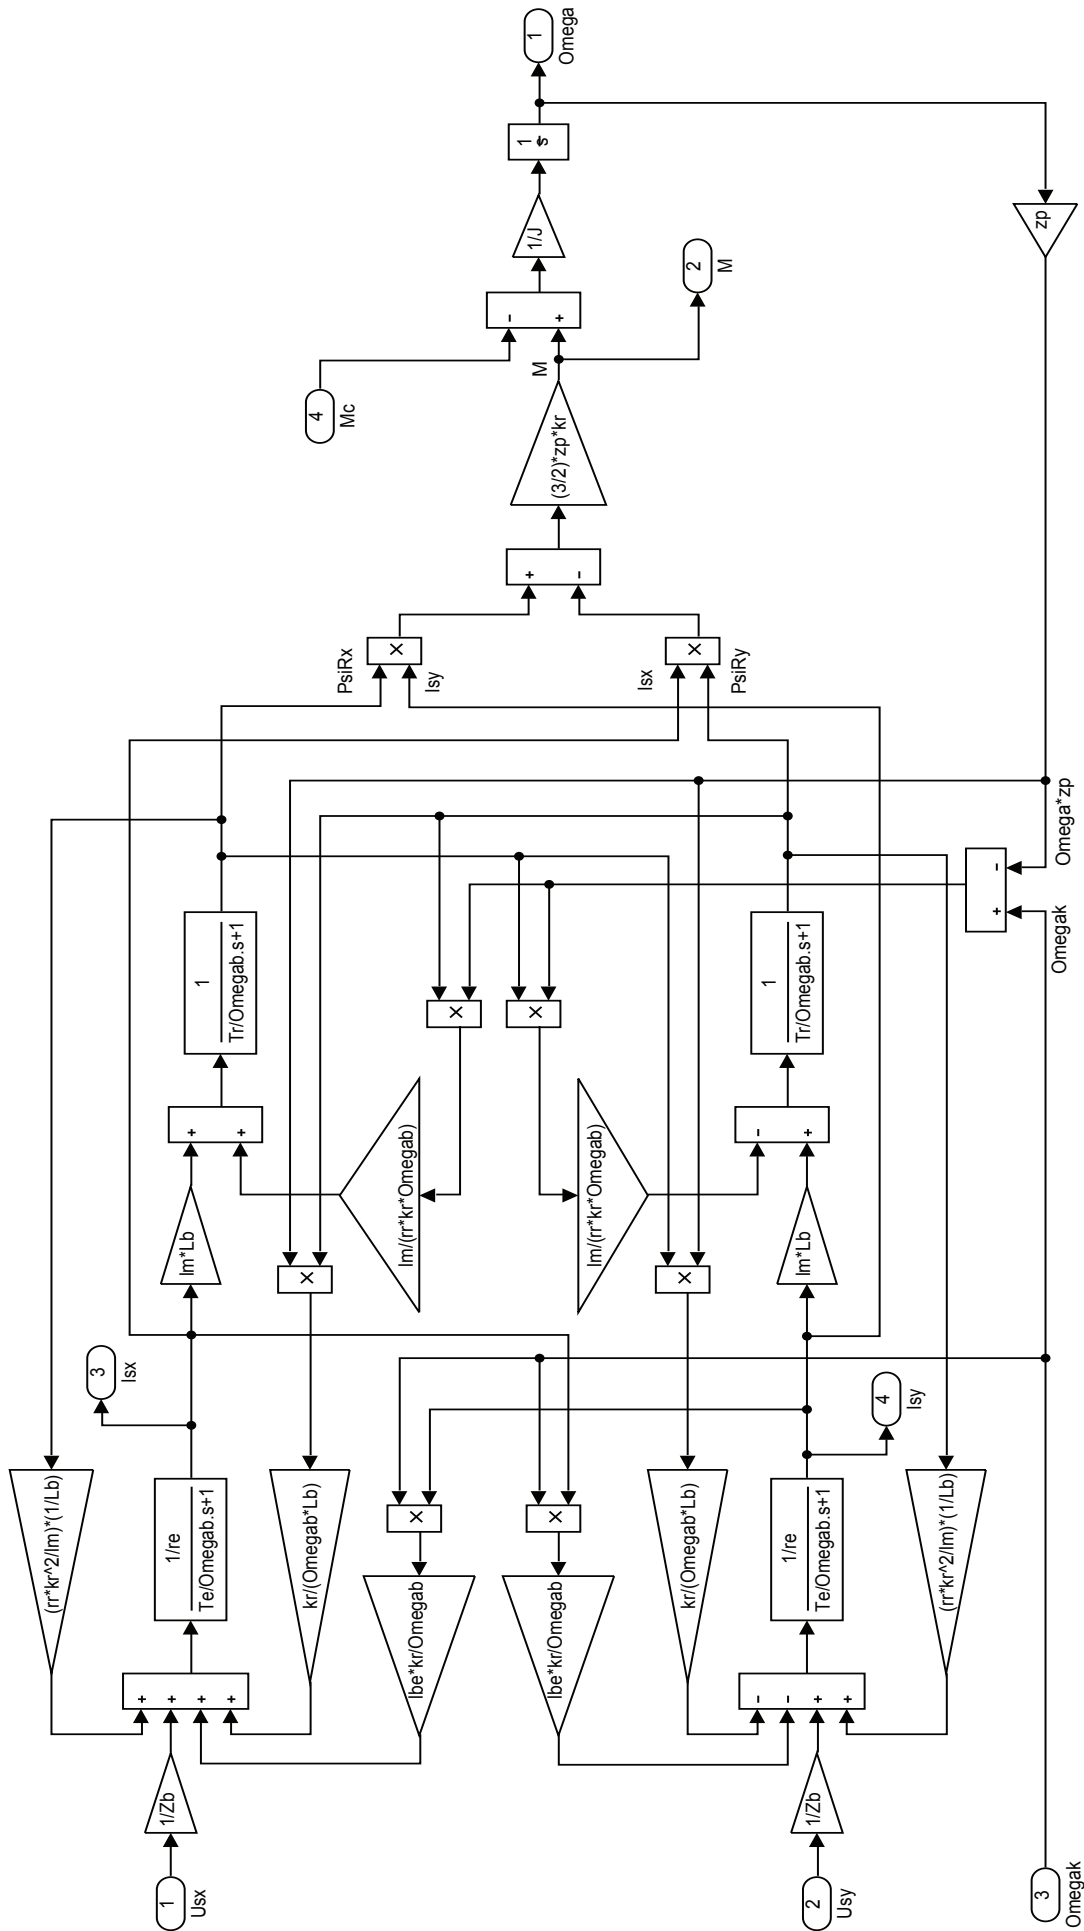 1
Usx
1/Zb
+
+
+
+
(rr*kr^2/lm)*(1/Lb)
1/re
Te/Omegab.s+1
kr/(Omegab*Lb)
3
Isx
lm*Lb
+
+
1
Tr/Omegab.s+1
×
lbe*kr/Omegab
×
lm/(rr*kr*Omegab)
×
lbe*kr/Omegab
×
lm/(rr*kr*Omegab)
×
kr/(Omegab*Lb)
×
2
Usy
1/Zb
-
-
+
+
1/re
Te/Omegab.s+1
(rr*kr^2/lm)*(1/Lb)
4
Isy
lm*Lb
-
+
1
Tr/Omegab.s+1
3
Omegak
Omegak
+
-
Omega*zp
PsiRx
×
Isy
Isx
×
PsiRy
+
-
(3/2)*zp*kr
M
4
Mc
-
+
2
M
1/J
1
s
1
Omega
zp